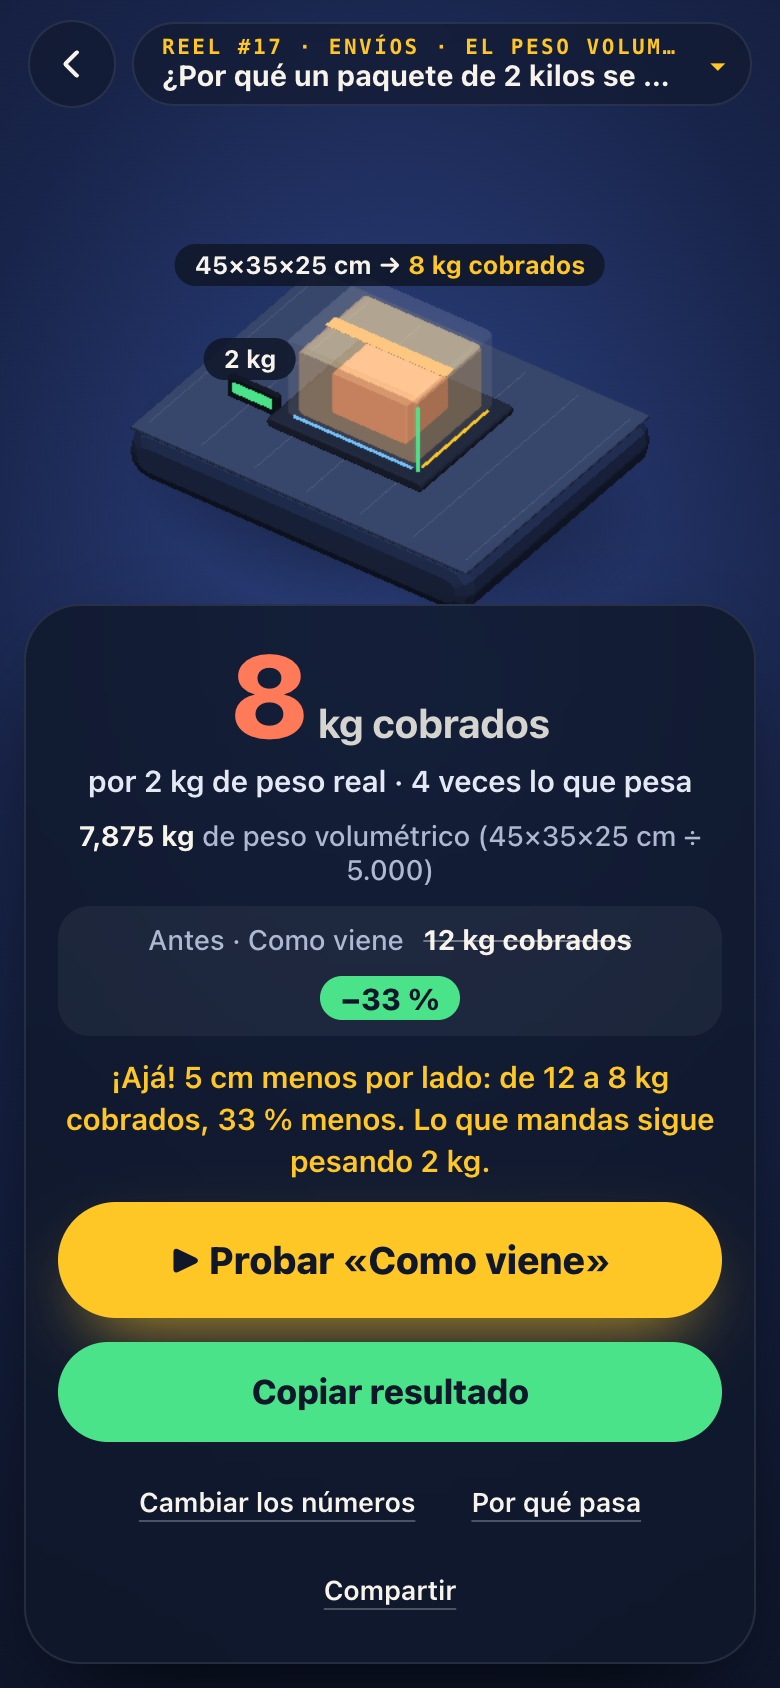 REEL #17 · ENVÍOS · EL PESO VOLUM…
¿Por qué un paquete de 2 kilos se ...
45×35×25 cm → 8 kg cobrados
2 kg
8 kg cobrados
por 2 kg de peso real · 4 veces lo que pesa
7,875 kg de peso volumétrico (45×35×25 cm ÷
5.000)
Antes · Como viene 12 kg cobrados
−33 %
¡Ajá! 5 cm menos por lado: de 12 a 8 kg
cobrados, 33 % menos. Lo que mandas sigue
pesando 2 kg.
▶ Probar «Como viene»
Copiar resultado
Cambiar los números Por qué pasa
Compartir